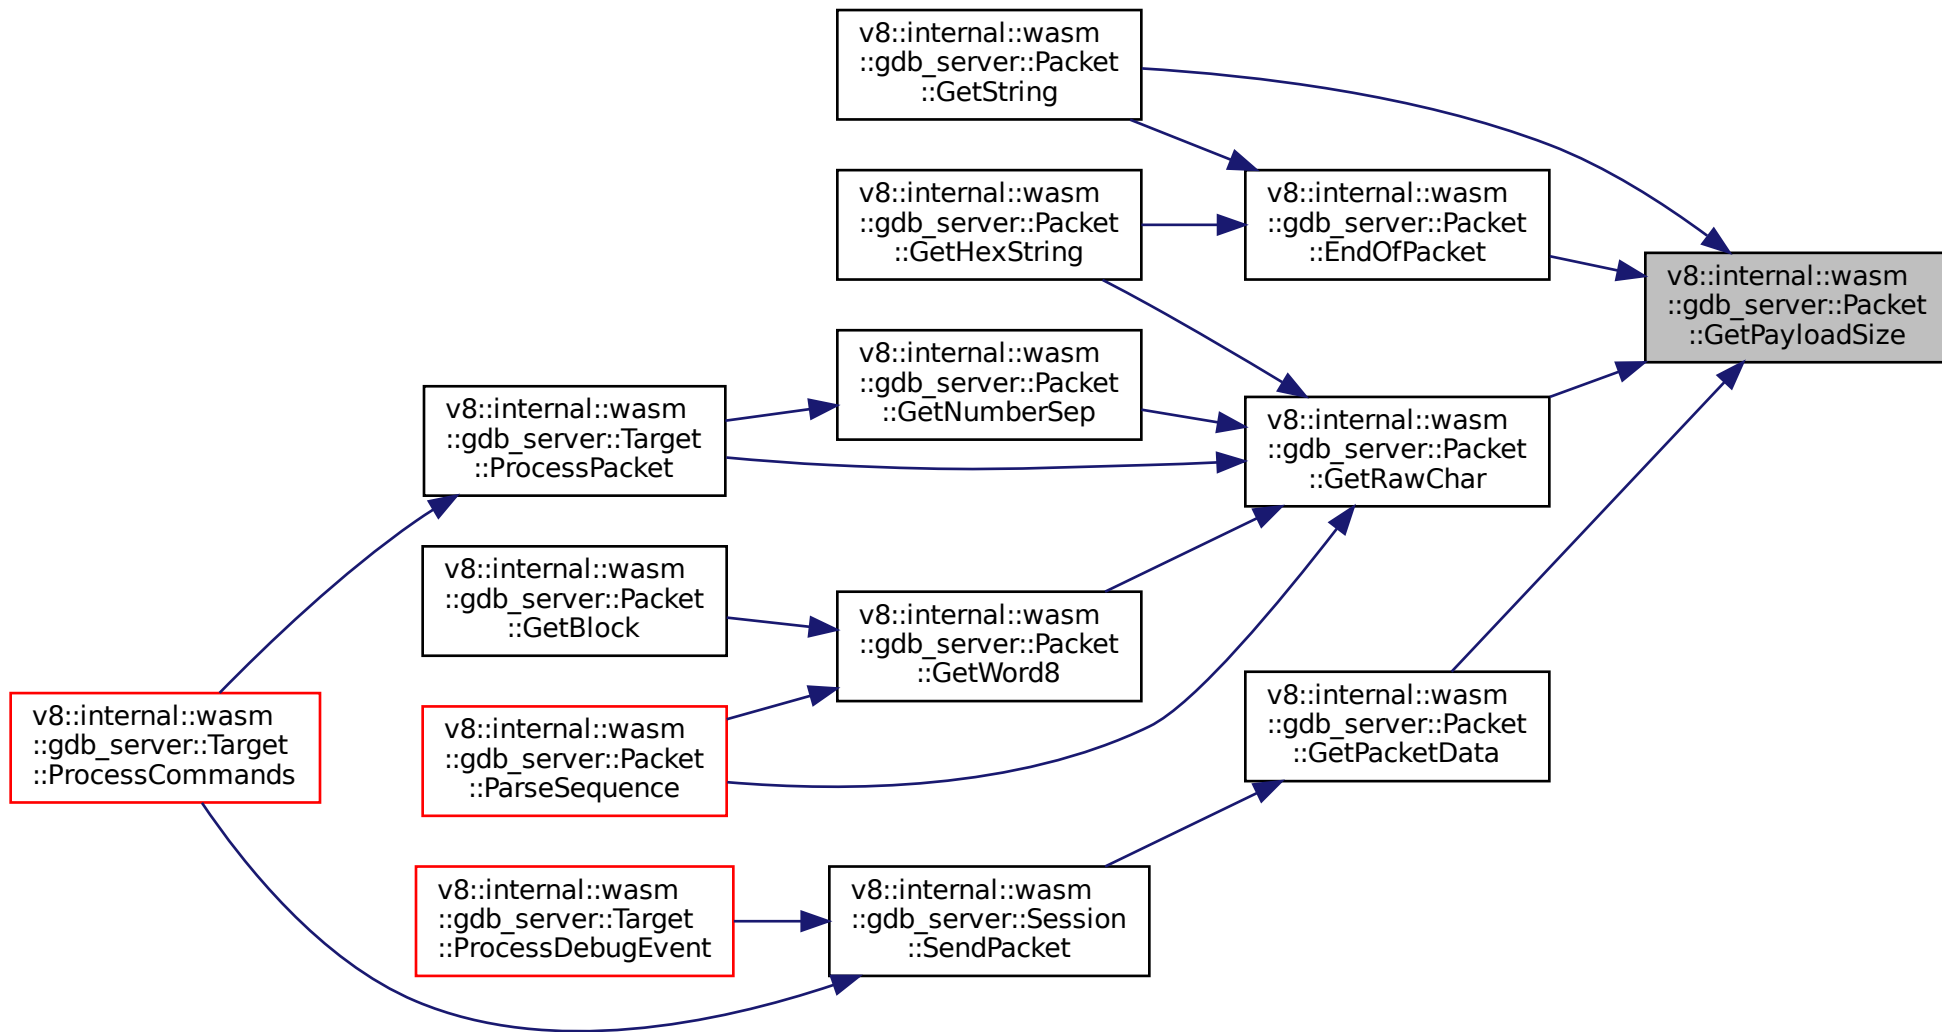 v8::internal::wasm
::gdb_server::Packet
::GetString
v8::internal::wasm
::gdb_server::Packet
::GetHexString
v8::internal::wasm
::gdb_server::Packet
::EndOfPacket
v8::internal::wasm
::gdb_server::Packet
::GetPayloadSize
v8::internal::wasm
::gdb_server::Packet
::GetNumberSep
v8::internal::wasm
::gdb_server::Target
::ProcessPacket
v8::internal::wasm
::gdb_server::Packet
::GetRawChar
v8::internal::wasm
::gdb_server::Packet
::GetBlock
v8::internal::wasm
::gdb_server::Packet
::GetWord8
v8::internal::wasm
::gdb_server::Target
::ProcessCommands
v8::internal::wasm
::gdb_server::Packet
::ParseSequence
v8::internal::wasm
::gdb_server::Packet
::GetPacketData
v8::internal::wasm
::gdb_server::Target
::ProcessDebugEvent
v8::internal::wasm
::gdb_server::Session
::SendPacket